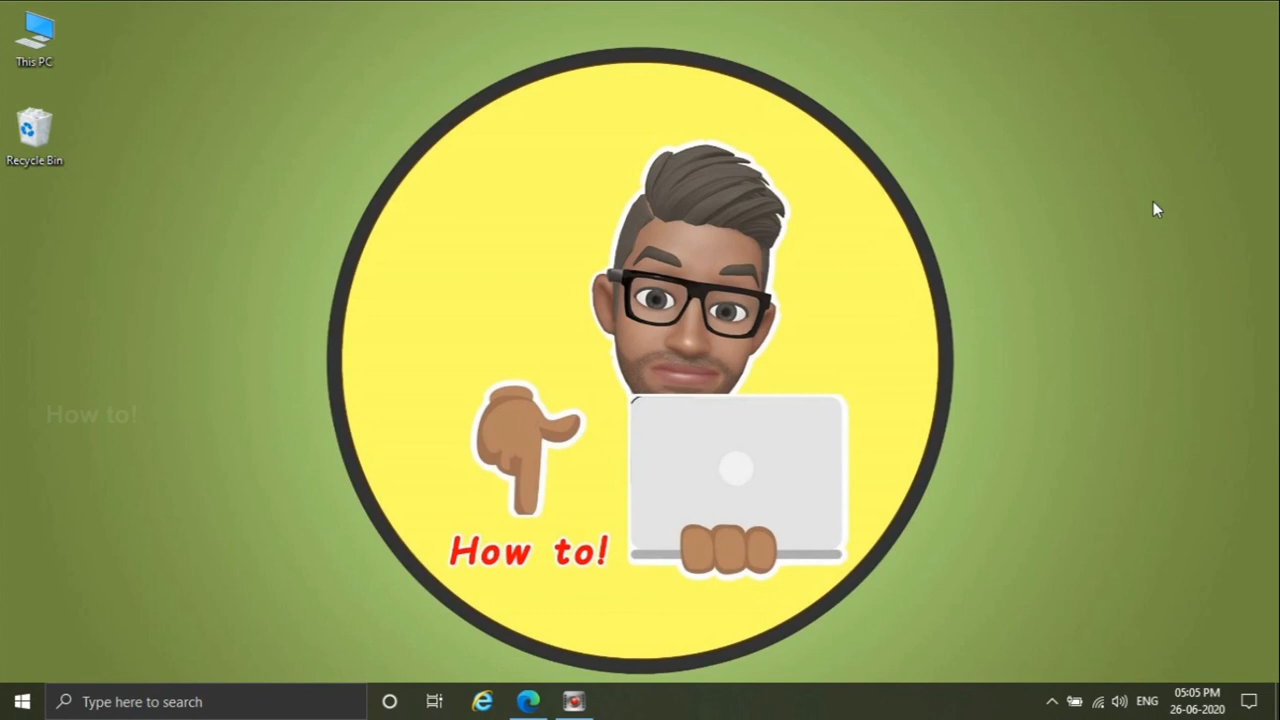 This PC
Recycle Bin
How to!
How to!
Type here to search
ENG
05:05 PM
26-06-2020